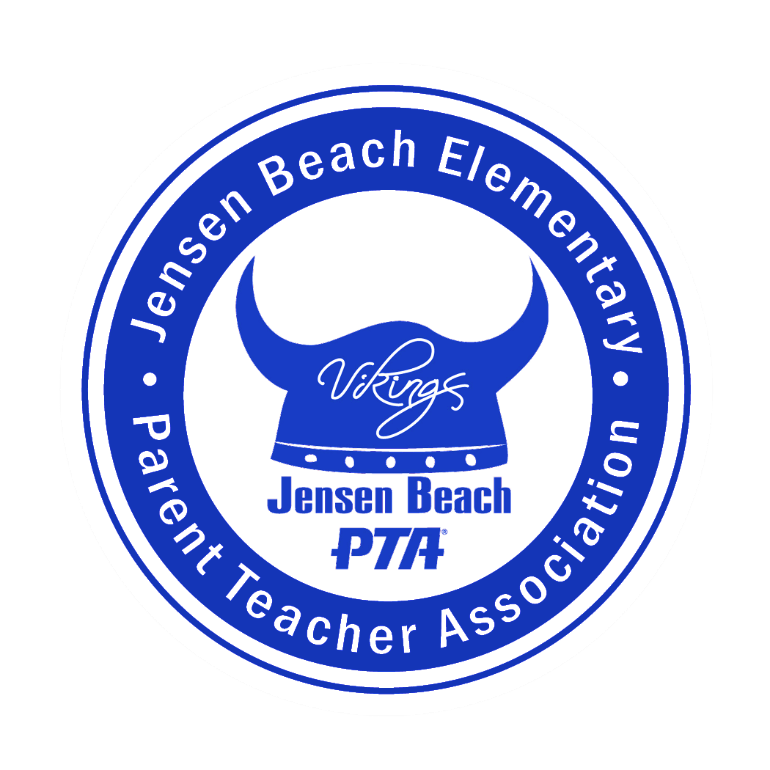 Jensen Beach Elementary
Vikings
Jensen Beach
PTA®
• Parent Teacher Association •